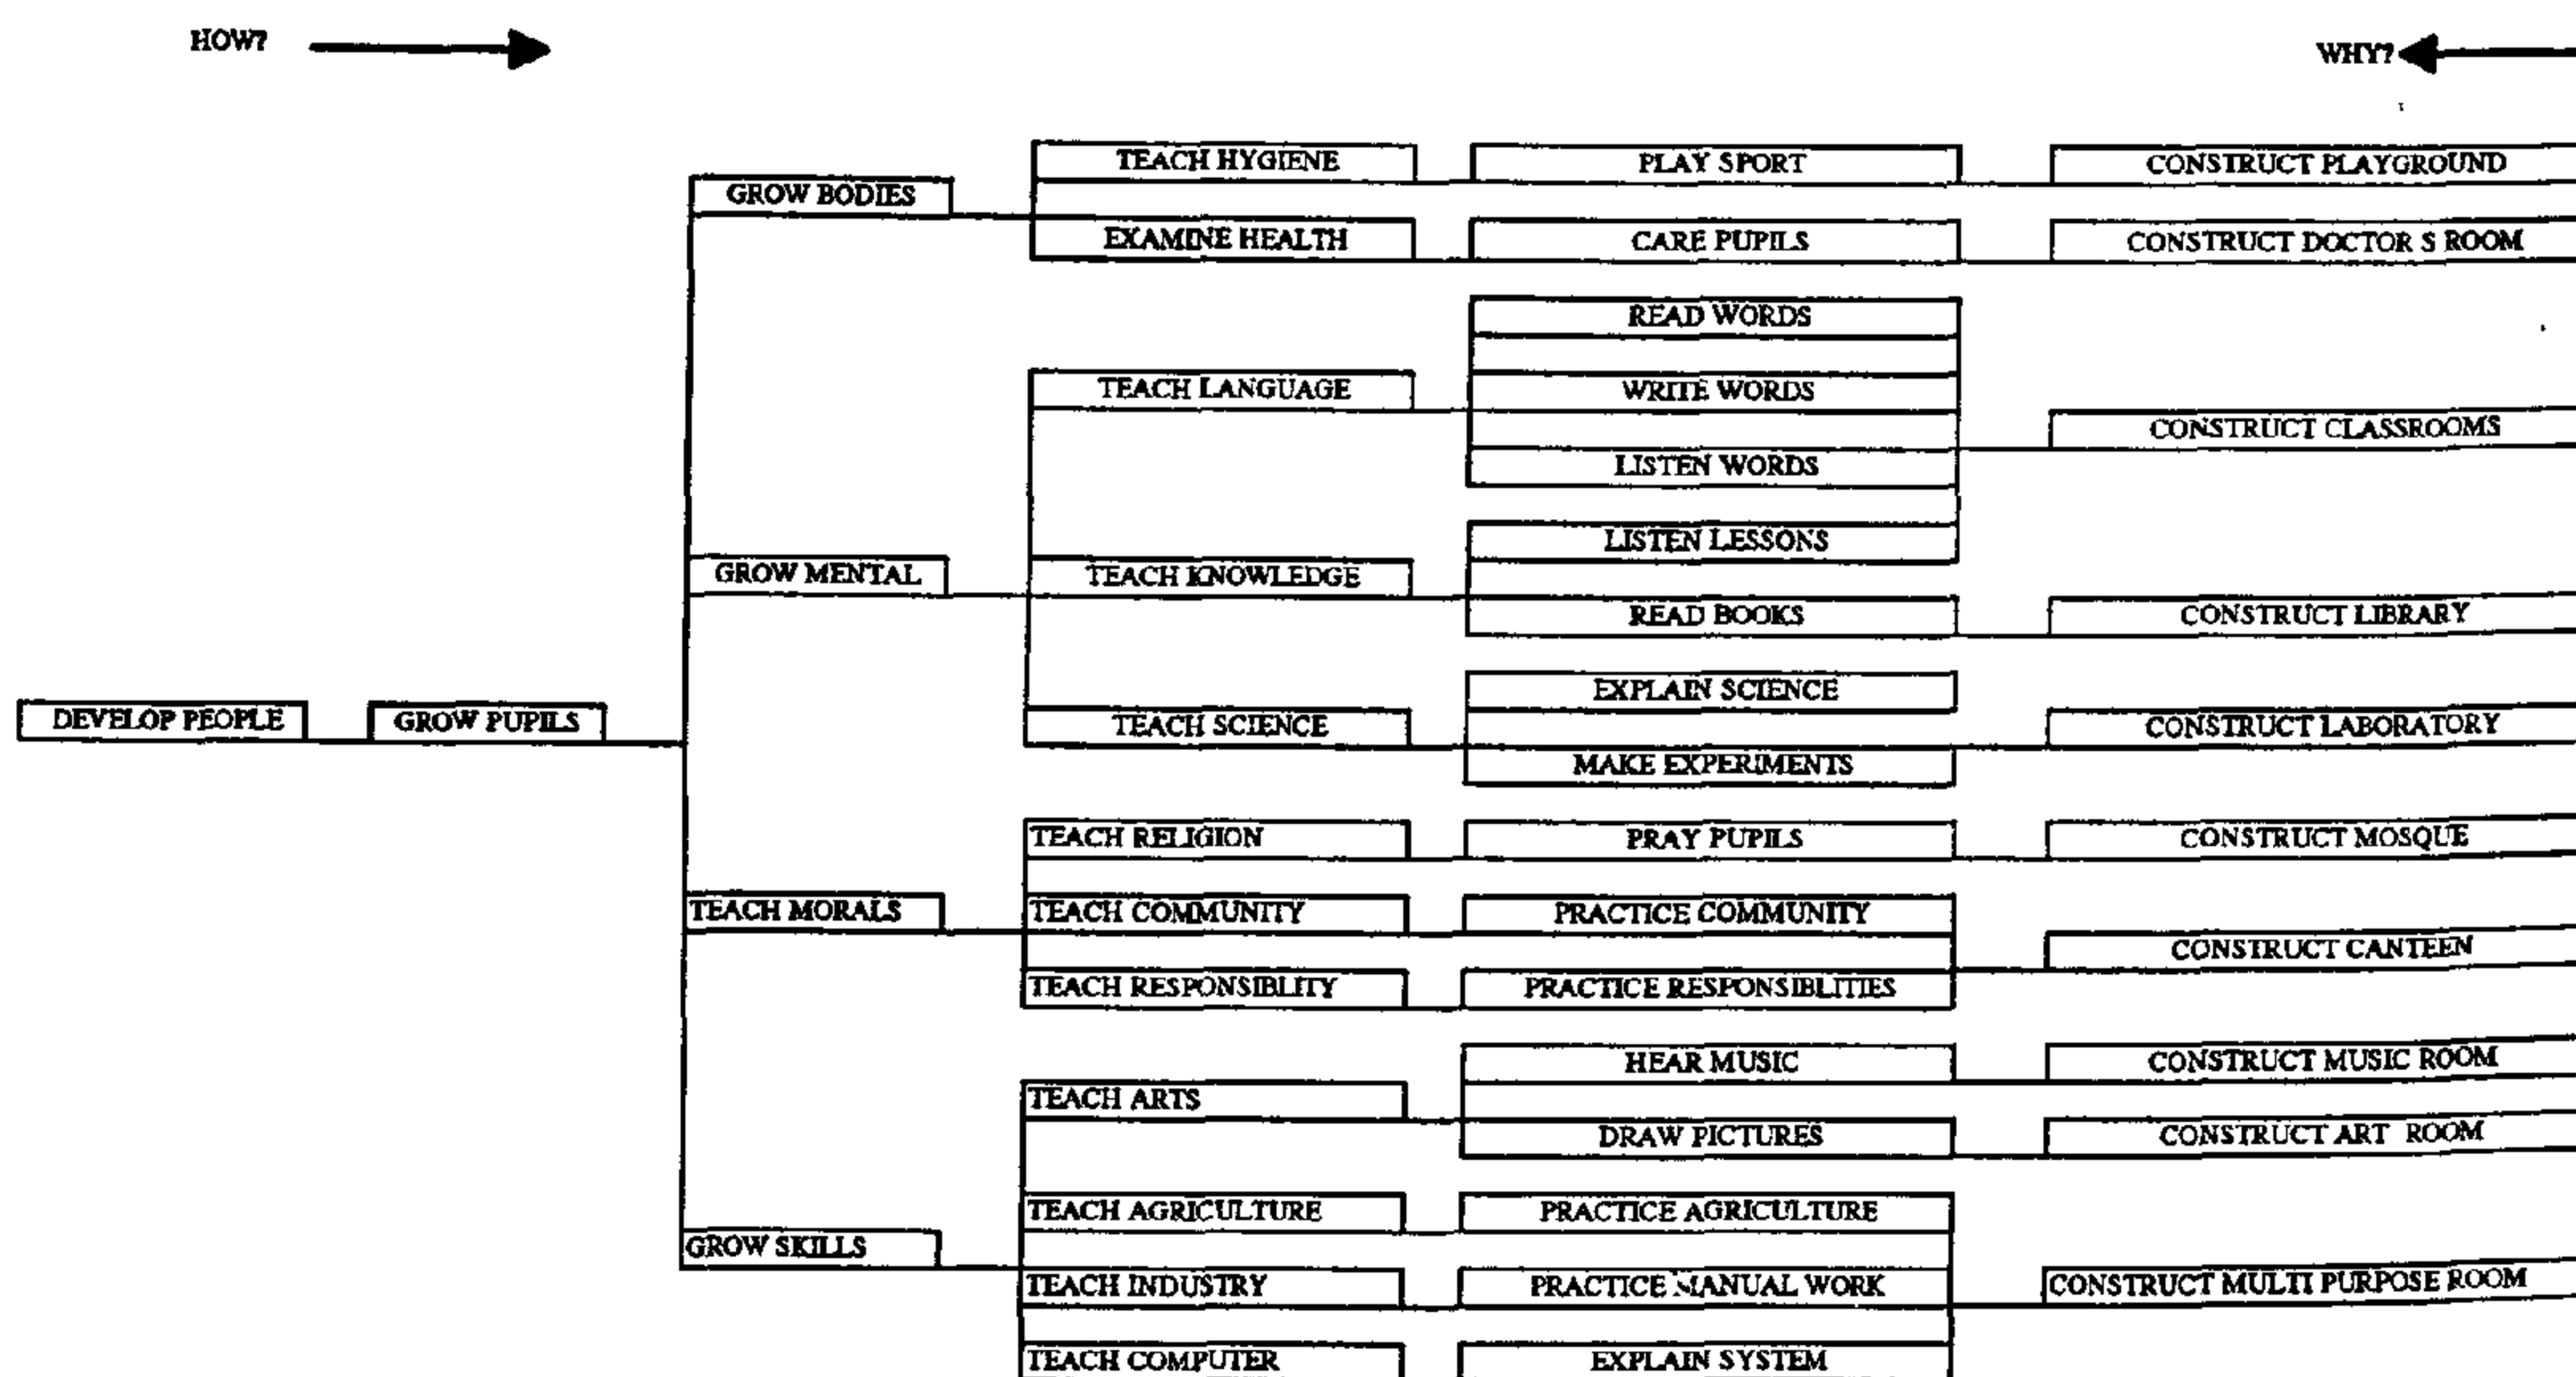 HOW?
WHY?
TEACH HYGIENE
PLAY SPORT
CONSTRUCT PLAYGROUND
GROW BODIES
EXAMINE HEALTH
CARE PUPILS
CONSTRUCT DOCTOR S ROOM
READ WORDS
TEACH LANGUAGE
WRITE WORDS
CONSTRUCT CLASSROOMS
LISTEN WORDS
LISTEN LESSONS
GROW MENTAL
TEACH KNOWLEDGE
READ BOOKS
CONSTRUCT LIBRARY
EXPLAIN SCIENCE
DEVELOP PEOPLE
GROW PUPILS
TEACH SCIENCE
CONSTRUCT LABORATORY
MAKE EXPERIMENTS
TEACH RELIGION
PRAY PUPILS
CONSTRUCT MOSQUE
TEACH MORALS
TEACH COMMUNITY
PRACTICE COMMUNITY
CONSTRUCT CANTEEN
TEACH RESPONSIBLITY
PRACTICE RESPONSIBLITIES
HEAR MUSIC
CONSTRUCT MUSIC ROOM
TEACH ARTS
DRAW PICTURES
CONSTRUCT ART ROOM
TEACH AGRICULTURE
PRACTICE AGRICULTURE
GROW SKILLS
TEACH INDUSTRY
PRACTICE MANUAL WORK
CONSTRUCT MULTI PURPOSE ROOM
TEACH COMPUTER
EXPLAIN SYSTEM